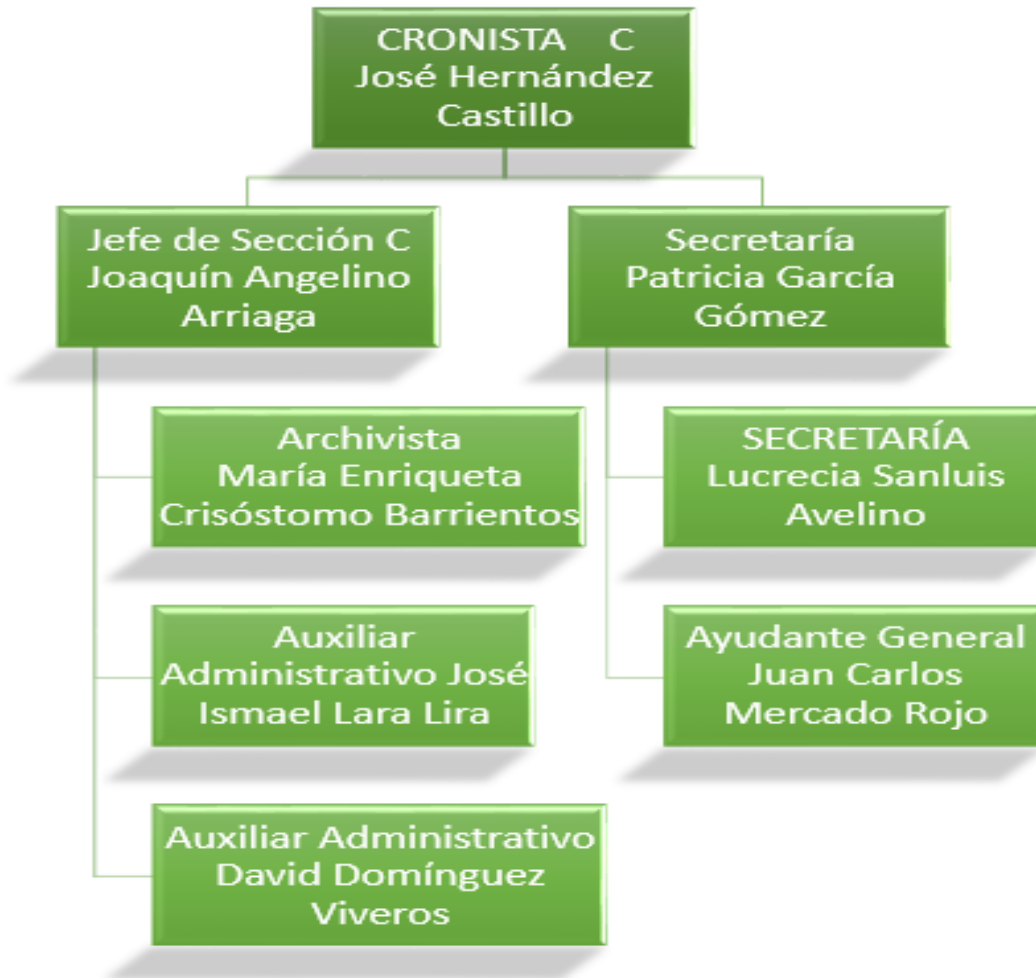 CRONISTA C
José Hernández
Castillo
Jefe de Sección C
Joaquín Angelino
Arriaga
Secretaría
Patricia García
Gómez
Archivista
María Enriqueta
Crisóstomo Barrientos
SECRETARÍA
Lucrecia Sanluis
Avelino
Auxiliar
Administrativo José
Ismael Lara Lira
Ayudante General
Juan Carlos
Mercado Rojo
Auxiliar Administrativo
David Domínguez
Viveros